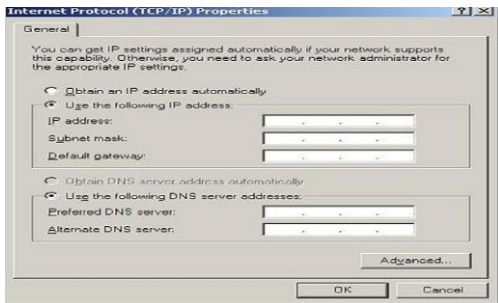 Internet Protocol (TCP/IP) Properties
General
You can get IP settings assigned automatically if your network supports
this capability. Otherwise, you need to ask your network administrator for
the appropriate IP settings.
Obtain an IP address automatically
Use the following IP address:
IP address:
Subnet mask:
Default gateway:
Obtain DNS server address automatically
Use the following DNS server addresses:
Preferred DNS server:
Alternate DNS server:
Advanced...
OK Cancel